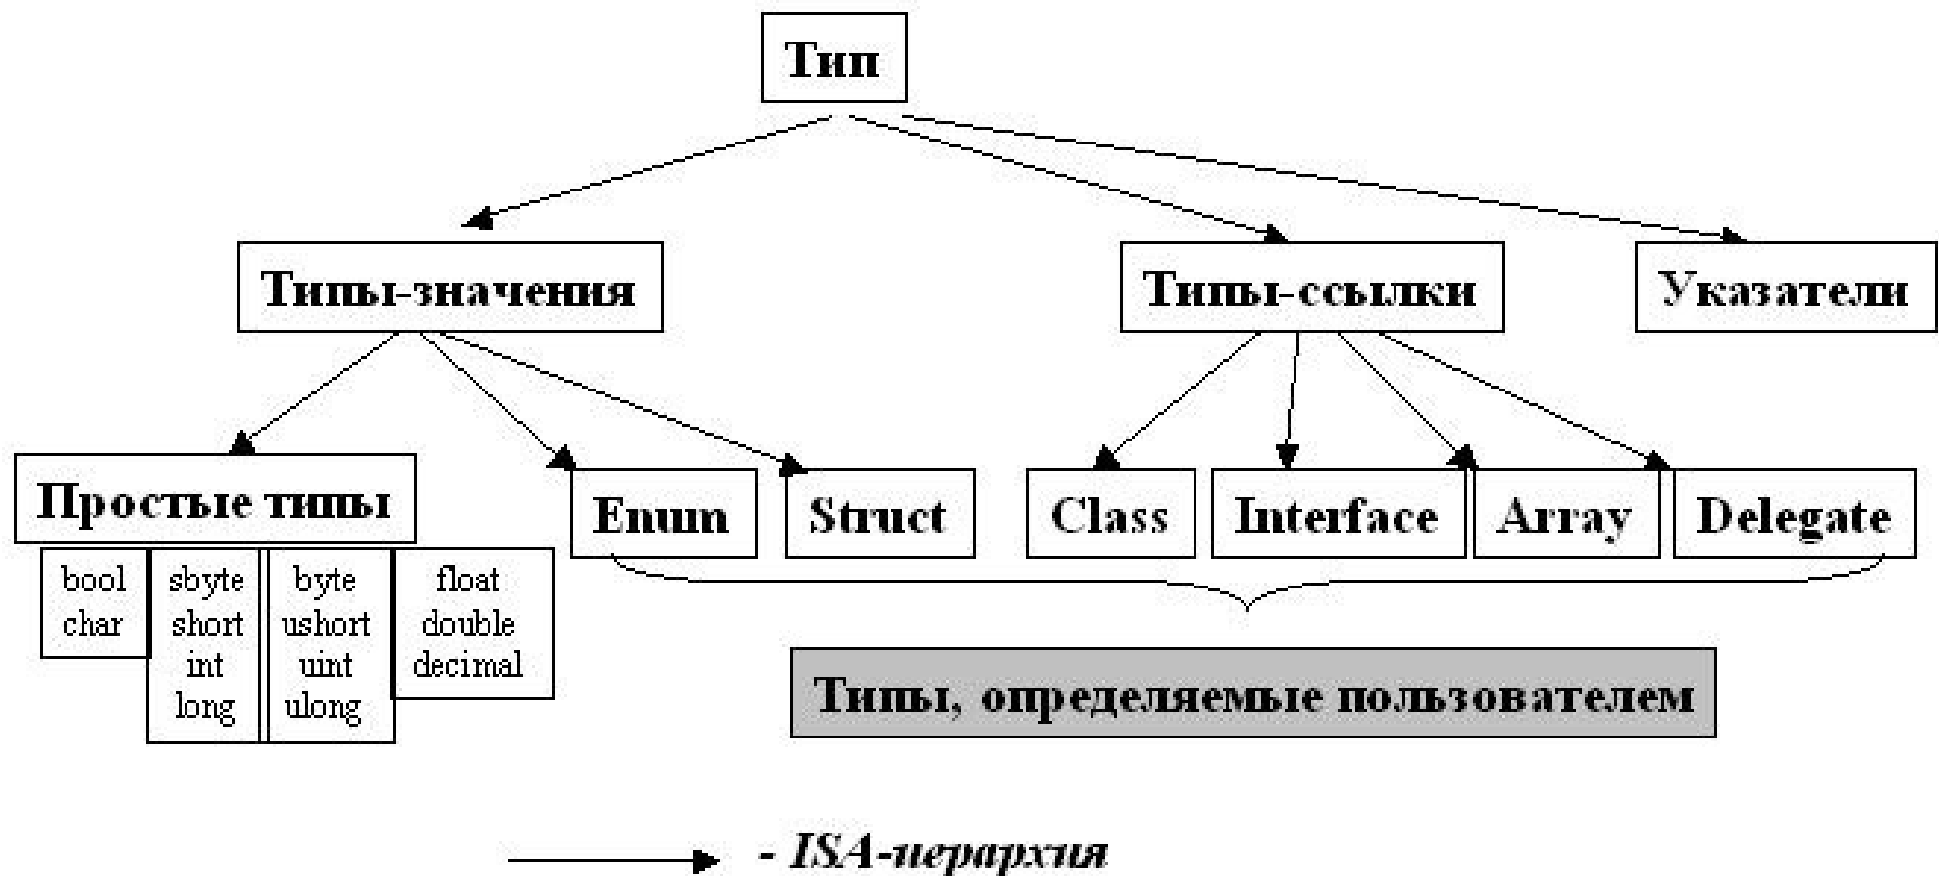 Тип
Типы-значения
Типы-ссылки
Указатели
Простые типы
Enum
Struct
Class
Interface
Array
Delegate
bool
char
sbyte
short
int
long
byte
ushort
uint
ulong
float
double
decimal
Типы, определяемые пользователем
- ISA-иерархия